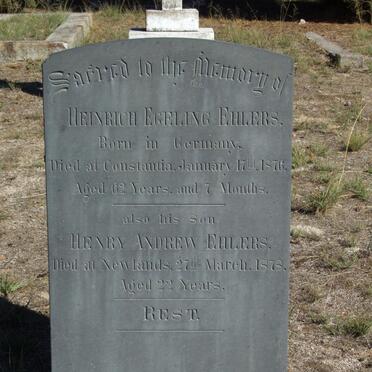 Sacred to the Memory of
HEINRICH EGELING EHLERS.
Born in Germany.
Died at Constantia, January 17th 1876.
Aged 62 Years. and 7 Months.
also his son
HENRY ANDREW EHLERS.
Died at Newlands, 27th March, 1878.
Aged 22 Years.
REST.